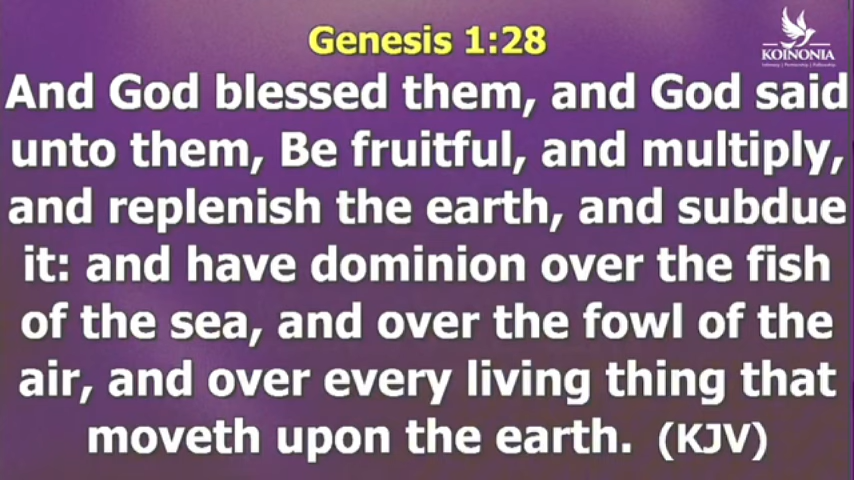 Genesis 1:28
KOINONIA
And God blessed them, and God said
unto them, Be fruitful, and multiply,
and replenish the earth, and subdue
it: and have dominion over the fish
of the sea, and over the fowl of the
air, and over every living thing that
moveth upon the earth. (KJV)